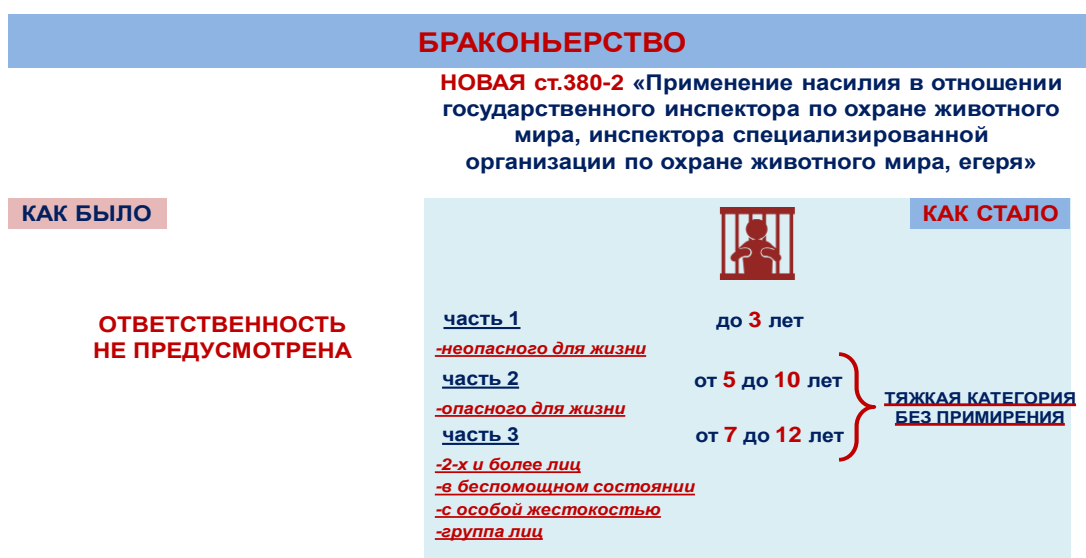 БРАКОНЬЕРСТВО
НОВАЯ ст.380-2 «Применение насилия в отношении
государственного инспектора по охране животного
мира, инспектора специализированной
организации по охране животного мира, егеря»
КАК БЫЛО
КАК СТАЛО
ОТВЕТСТВЕННОСТЬ
НЕ ПРЕДУСМОТРЕНА
часть 1 до 3 лет
-неопасного для жизни
часть 2 от 5 до 10 лет
-опасного для жизни
часть 3 от 7 до 12 лет
ТЯЖКАЯ КАТЕГОРИЯ
БЕЗ ПРИМИРЕНИЯ
-2-х и более лиц
-в беспомощном состоянии
-с особой жестокостью
-группа лиц